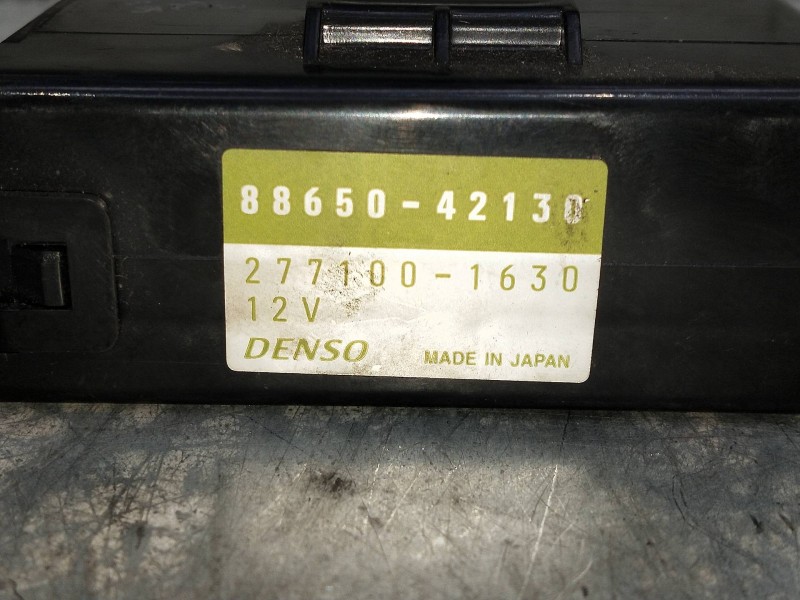 88650-42130
277100-1630
12V
DENSO MADE IN JAPAN